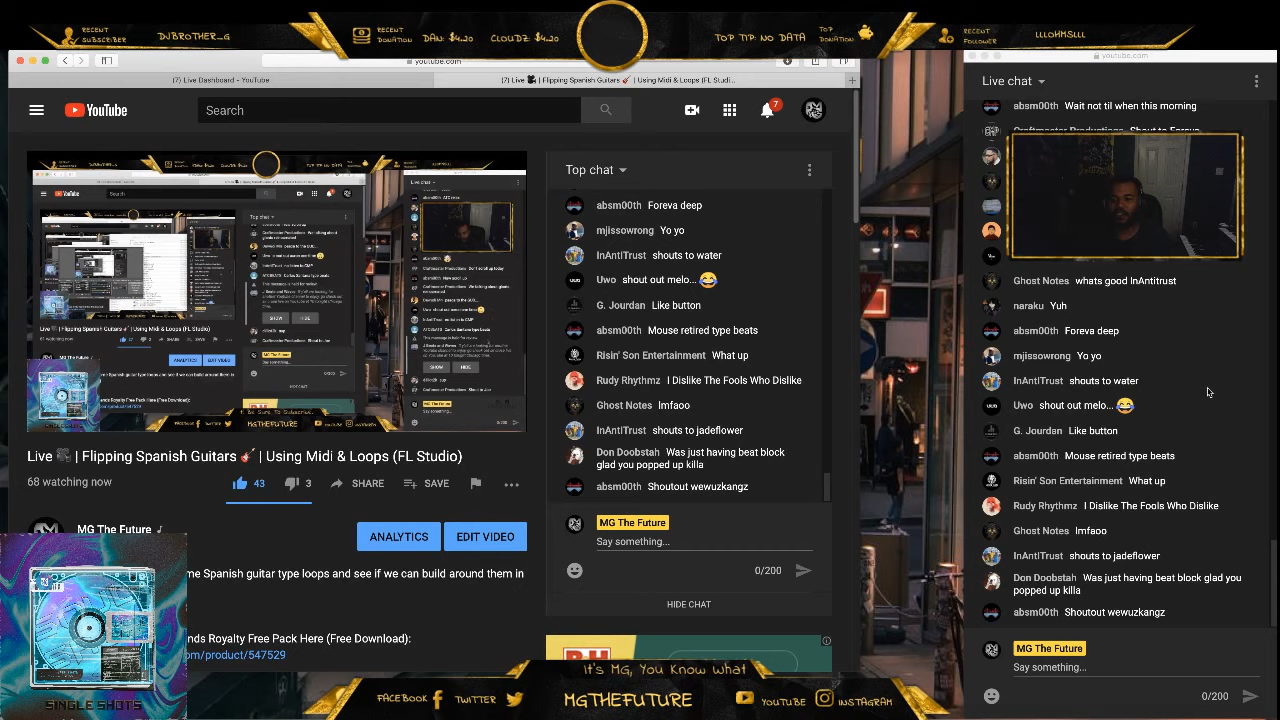 RECENT SUBSCRIBER DJBROTHER_G
RECENT DONATION DAN: $4.20 CLOUDZ: $4.20
TOP TIP: NO DATA TOP DONATION
RECENT FOLLOWER LLLOHMSLLL
youtube.com
(7) Live Dashboard - YouTube
(7) Live 🎥 | Flipping Spanish Guitars 🎸 | Using Midi & Loops (FL Studi...
YouTube
Search
7
Top chat
absm00th Foreva deep
mjissowrong Yo yo
InAntITrust shouts to water
Uwo shout out melo... 😂
G. Jourdan Like button
absm00th Mouse retired type beats
Risin' Son Entertainment What up
Rudy Rhythmz I Dislike The Fools Who Dislike
Ghost Notes lmfaoo
InAntITrust shouts to jadeflower
Don Doobstah Was just having beat block
glad you popped up killa
absm00th Shoutout wewuzkangz
MG The Future
Say something...
0/200
HIDE CHAT
Live 🎥 | Flipping Spanish Guitars 🎸 | Using Midi & Loops (FL Studio)
68 watching now
43 3 SHARE SAVE
MG The Future
ANALYTICS EDIT VIDEO
me Spanish guitar type loops and see if we can build around them in
nds Royalty Free Pack Here (Free Download):
com/product/547529
SINGLE SHOTS
youtube.com
Live chat
absm00th Wait not til when this morning
Craftmaster Productions Shout to Foreva
Ghost Notes whats good InAntitrust
naraku Yuh
absm00th Foreva deep
mjissowrong Yo yo
InAntITrust shouts to water
Uwo shout out melo... 😂
G. Jourdan Like button
absm00th Mouse retired type beats
Risin' Son Entertainment What up
Rudy Rhythmz I Dislike The Fools Who Dislike
Ghost Notes lmfaoo
InAntITrust shouts to jadeflower
Don Doobstah Was just having beat block glad you
popped up killa
absm00th Shoutout wewuzkangz
MG The Future
Say something...
0/200
It's MG, You Know What
FACEBOOK TWITTER MGTHEFUTURE YOUTUBE INSTAGRAM